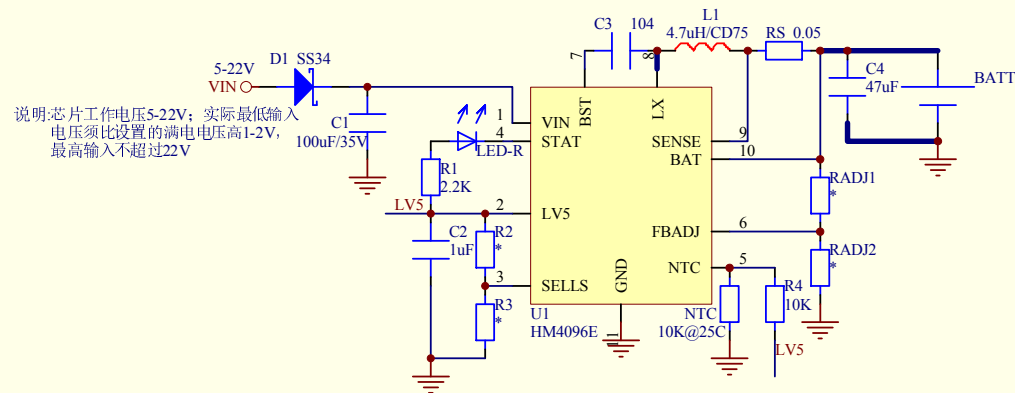 C3 104
L1
4.7uH/CD75
RS 0.05
D1 SS34
5-22V
VIN
7
8
C4
47uF
BATT
说明:芯片工作电压5-22V；实际最低输入
电压须比设置的满电电压高1-2V，
最高输入不超过22V
C1
100uF/35V
BST
LX
1
VIN
4
STAT
LED-R
SENSE
9
BAT
10
R1
2.2K
RADJ1
*
LV5
2
LV5
C2
1uF
R2
*
FBADJ
6
RADJ2
*
NTC
5
3
SELLS
GND
R3
*
R4
10K
U1
HM4096E
11
NTC
10K@25C
LV5